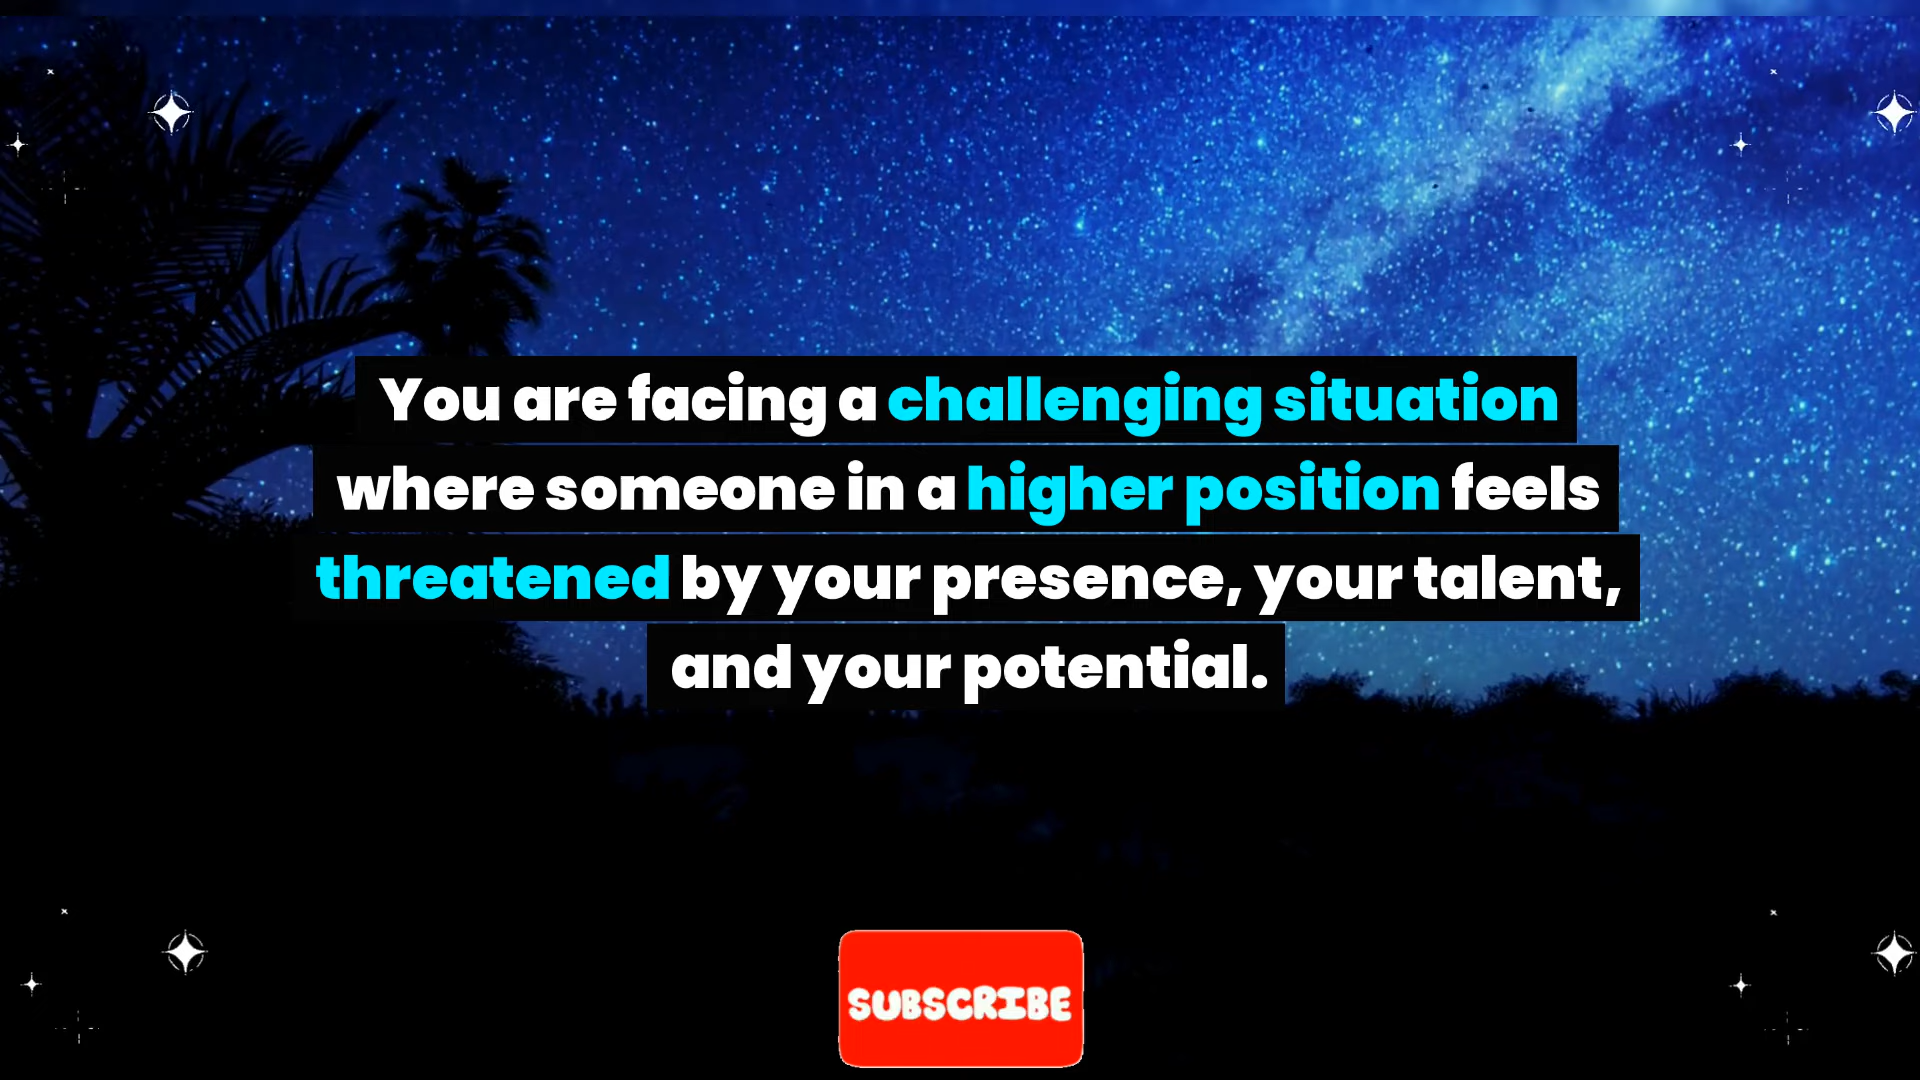 You are facing a challenging situation
where someone in a higher position feels
threatened by your presence, your talent,
and your potential.
SUBSCRIBE